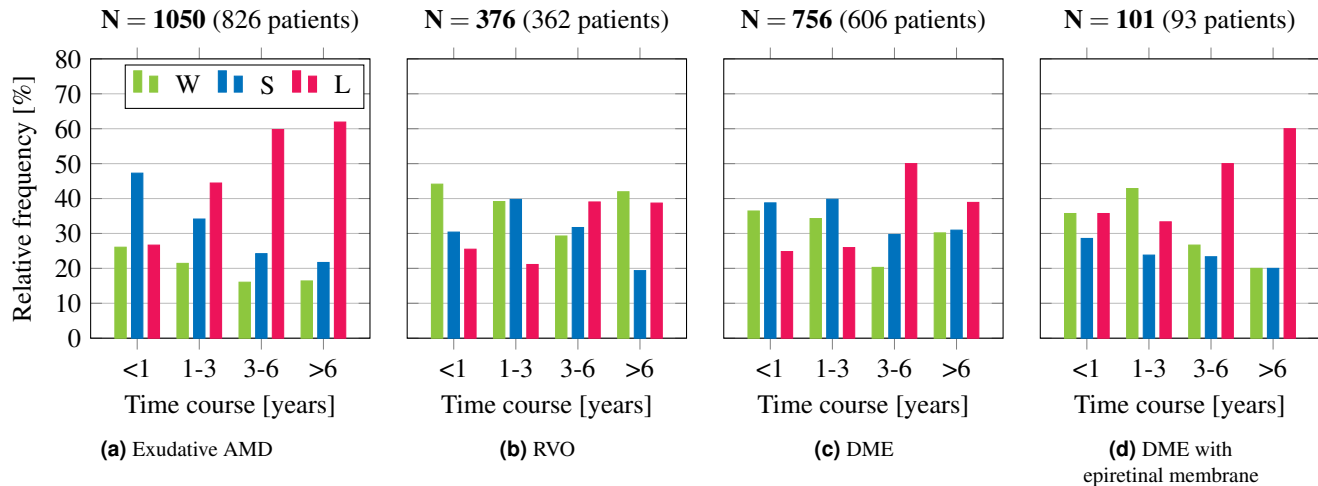 N = 1050 (826 patients) N = 376 (362 patients) N = 756 (606 patients) N = 101 (93 patients)
Relative frequency [%]
80
70
60
50
40
30
20
10
0
W S L
<1 1-3 3-6 >6 <1 1-3 3-6 >6 <1 1-3 3-6 >6 <1 1-3 3-6 >6
Time course [years] Time course [years] Time course [years] Time course [years]
(a) Exudative AMD (b) RVO (c) DME (d) DME with
epiretinal membrane